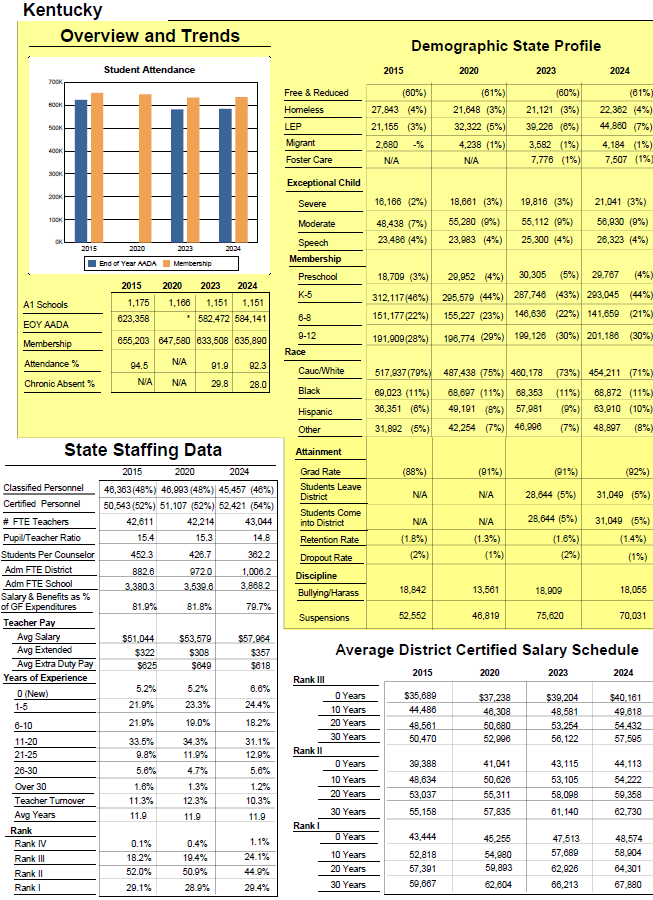 Kentucky
Overview and Trends
Student Attendance
700K
600K
500K
400K
300K
200K
100K
0K
2015 2020 2023 2024
End of Year AADA Membership
2015 2020 2023 2024
A1 Schools 1,175 1,166 1,151 1,151
EOY AADA 623,358 * 582,472 584,141
Membership 655,203 647,580 633,508 635,890
Attendance % 94.5 N/A 91.9 92.3
Chronic Absent % N/A N/A 29.8 28.0
Demographic State Profile
2015 2020 2023 2024
Free & Reduced (60%) (61%) (60%) (61%)
Homeless 27,843 (4%) 21,648 (3%) 21,121 (3%) 22,362 (4%)
LEP 21,155 (3%) 32,322 (5%) 39,226 (6%) 44,860 (7%)
Migrant 2,680 -% 4,238 (1%) 3,582 (1%) 4,184 (1%)
Foster Care N/A N/A 7,776 (1%) 7,507 (1%)
Exceptional Child
Severe 16,166 (2%) 18,661 (3%) 19,816 (3%) 21,041 (3%)
Moderate 48,438 (7%) 55,280 (9%) 55,112 (9%) 56,930 (9%)
Speech 23,486 (4%) 23,983 (4%) 25,300 (4%) 26,323 (4%)
Membership
Preschool 18,709 (3%) 29,952 (4%) 30,305 (5%) 29,767 (4%)
K-5 312,117(46%) 295,579 (44%) 287,746 (43%) 293,045 (44%)
6-8 151,177(22%) 155,227 (23%) 146,636 (22%) 141,659 (21%)
9-12 191,909(28%) 196,774 (29%) 199,126 (30%) 201,186 (30%)
Race
Cauc/White 517,937(79%) 487,438 (75%) 460,178 (73%) 454,211 (71%)
Black 69,023 (11%) 68,697 (11%) 68,353 (11%) 68,872 (11%)
Hispanic 36,351 (6%) 49,191 (8%) 57,981 (9%) 63,910 (10%)
Other 31,892 (5%) 42,254 (7%) 46,996 (7%) 48,897 (8%)
Attainment
Grad Rate (88%) (91%) (91%) (92%)
Students Leave
District N/A N/A 28,644 (5%) 31,049 (5%)
Students Come
into District N/A N/A 28,644 (5%) 31,049 (5%)
Retention Rate (1.8%) (1.3%) (1.6%) (1.4%)
Dropout Rate (2%) (1%) (2%) (1%)
Discipline
Bullying/Harass 18,842 13,561 18,909 18,055
Suspensions 52,552 46,819 75,620 70,031
State Staffing Data
2015 2020 2024
Classified Personnel 46,363(48%) 46,993 (48%) 45,457 (46%)
Certified Personnel 50,543(52%) 51,107 (52%) 52,421 (54%)
# FTE Teachers 42,611 42,214 43,044
Pupil/Teacher Ratio 15.4 15.3 14.8
Students Per Counselor 452.3 426.7 362.2
Adm FTE District 882.6 972.0 1,006.2
Adm FTE School 3,380.3 3,539.6 3,868.2
Salary & Benefits as %
of GF Expenditures 81.9% 81.8% 79.7%
Teacher Pay
Avg Salary $51,044 $53,579 $57,964
Avg Extended $322 $308 $357
Avg Extra Duty Pay $625 $649 $618
Years of Experience
0 (New) 5.2% 5.2% 6.6%
1-5 21.9% 23.3% 24.4%
6-10 21.9% 19.0% 18.2%
11-20 33.5% 34.3% 31.1%
21-25 9.8% 11.9% 12.9%
26-30 5.6% 4.7% 5.6%
Over 30 1.6% 1.3% 1.2%
Teacher Turnover 11.3% 12.3% 10.3%
Avg Years 11.9 11.9 11.9
Rank
Rank IV 0.1% 0.4% 1.1%
Rank III 18.2% 19.4% 24.1%
Rank II 52.0% 50.9% 44.9%
Rank I 29.1% 28.9% 29.4%
Average District Certified Salary Schedule
2015 2020 2023 2024
Rank III
0 Years $35,689 $37,238 $39,204 $40,161
10 Years 44,486 46,308 48,581 49,618
20 Years 48,561 50,680 53,254 54,432
30 Years 50,470 52,996 56,122 57,595
Rank II
0 Years 39,388 41,041 43,115 44,113
10 Years 48,634 50,626 53,105 54,222
20 Years 53,037 55,311 58,098 59,358
30 Years 55,158 57,835 61,140 62,730
Rank I
0 Years 43,444 45,255 47,513 48,574
10 Years 52,818 54,980 57,689 58,904
20 Years 57,391 59,893 62,926 64,301
30 Years 59,667 62,604 66,213 67,880